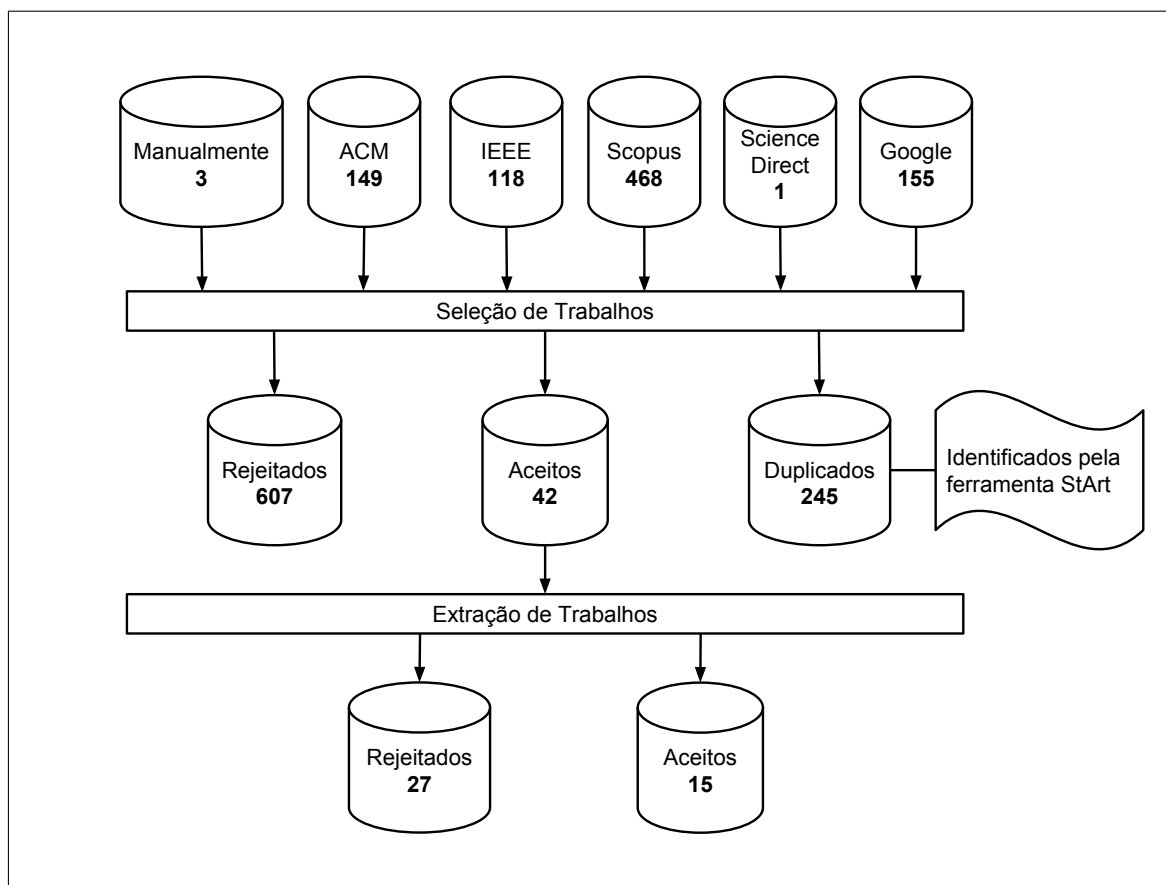 Manualmente
3
ACM
149
IEEE
118
Scopus
468
Science
Direct
1
Google
155
Seleção de Trabalhos
Rejeitados
607
Aceitos
42
Duplicados
245
Identificados pela
ferramenta StArt
Extração de Trabalhos
Rejeitados
27
Aceitos
15